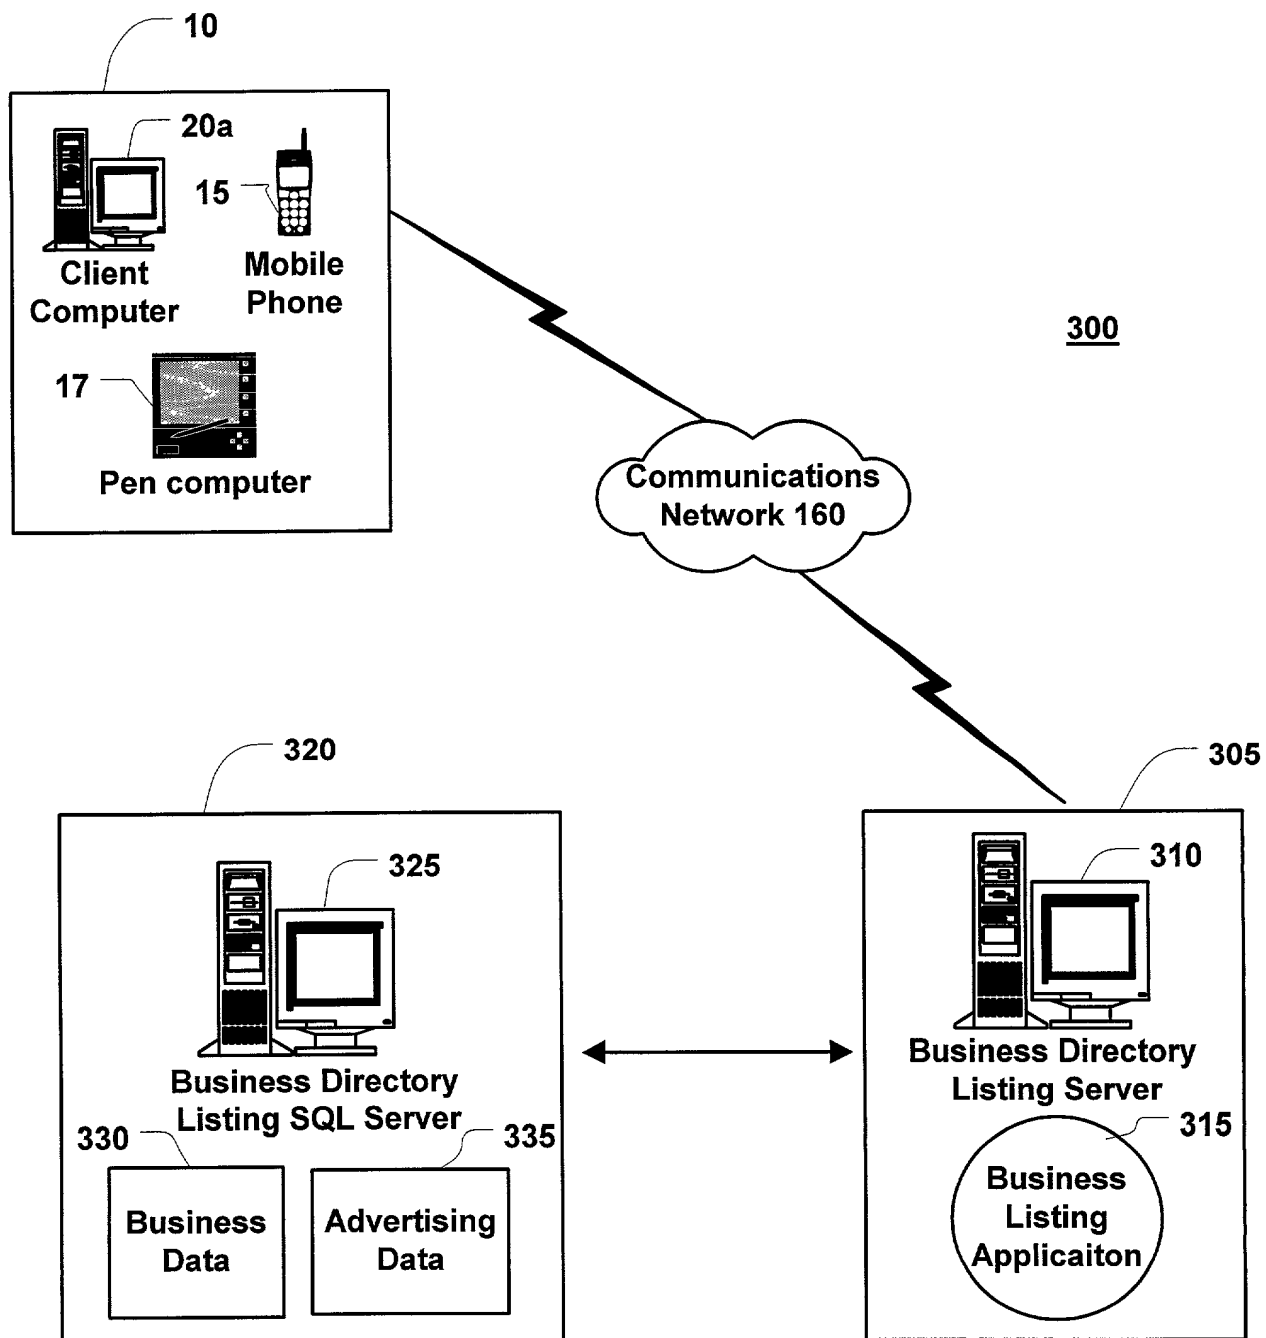 10
20a
15
Client
Computer
Mobile
Phone
17
Pen computer
300
Communications
Network 160
320
305
325
310
Business Directory
Listing SQL Server
Business Directory
Listing Server
330
335
315
Business
Data
Advertising
Data
Business
Listing
Applicaiton